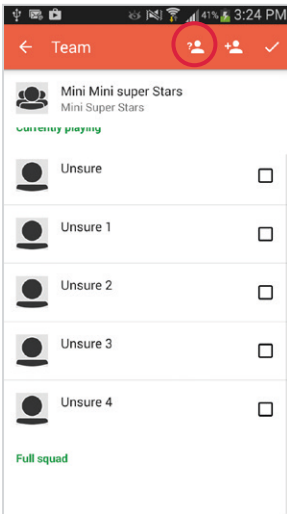 41% 3:24 PM
Team
?
Mini Mini super Stars
Mini Super Stars
Currently playing
Unsure
Unsure 1
Unsure 2
Unsure 3
Unsure 4
Full squad